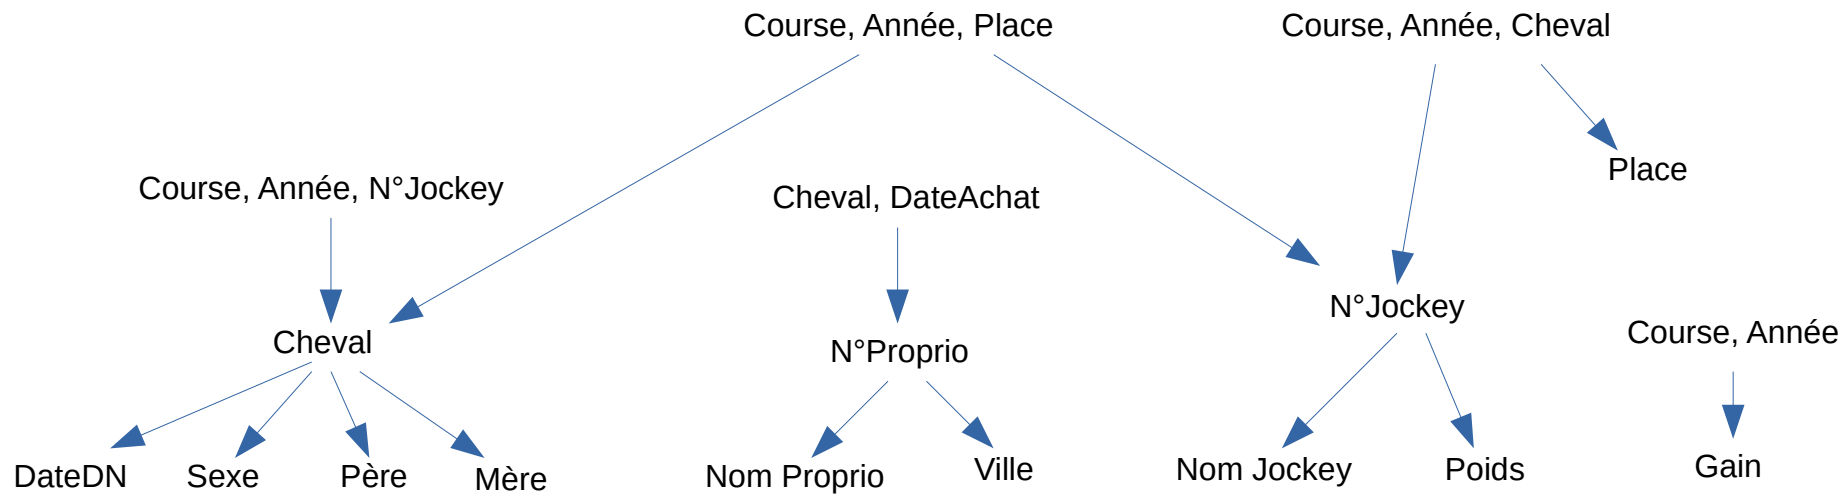 Course, Année, Place
Course, Année, Cheval
Place
Course, Année, N°Jockey
Cheval, DateAchat
N°Jockey
Course, Année
Cheval
N°Proprio
DateDN
Sexe
Père
Mère
Nom Proprio
Ville
Nom Jockey
Poids
Gain